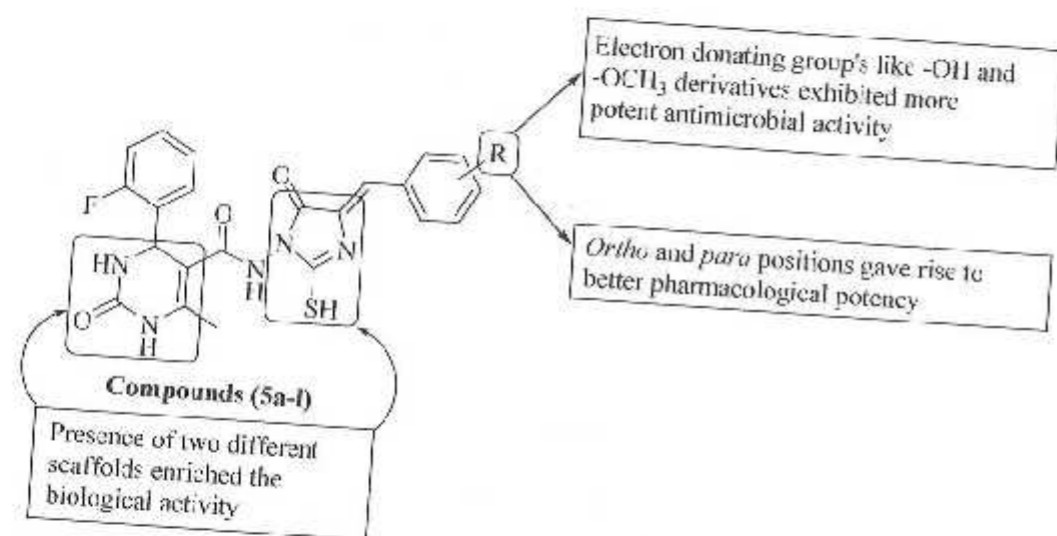 Electron donating group's like -OH and
-OCH₃ derivatives exhibited more
potent antimicrobial activity
R
O
F
O
N
N
HN
N
H
SH
O
N
H
Ortho and para positions gave rise to
better pharmacological potency
Compounds (5a-l)
Presence of two different
scaffolds enriched the
biological activity